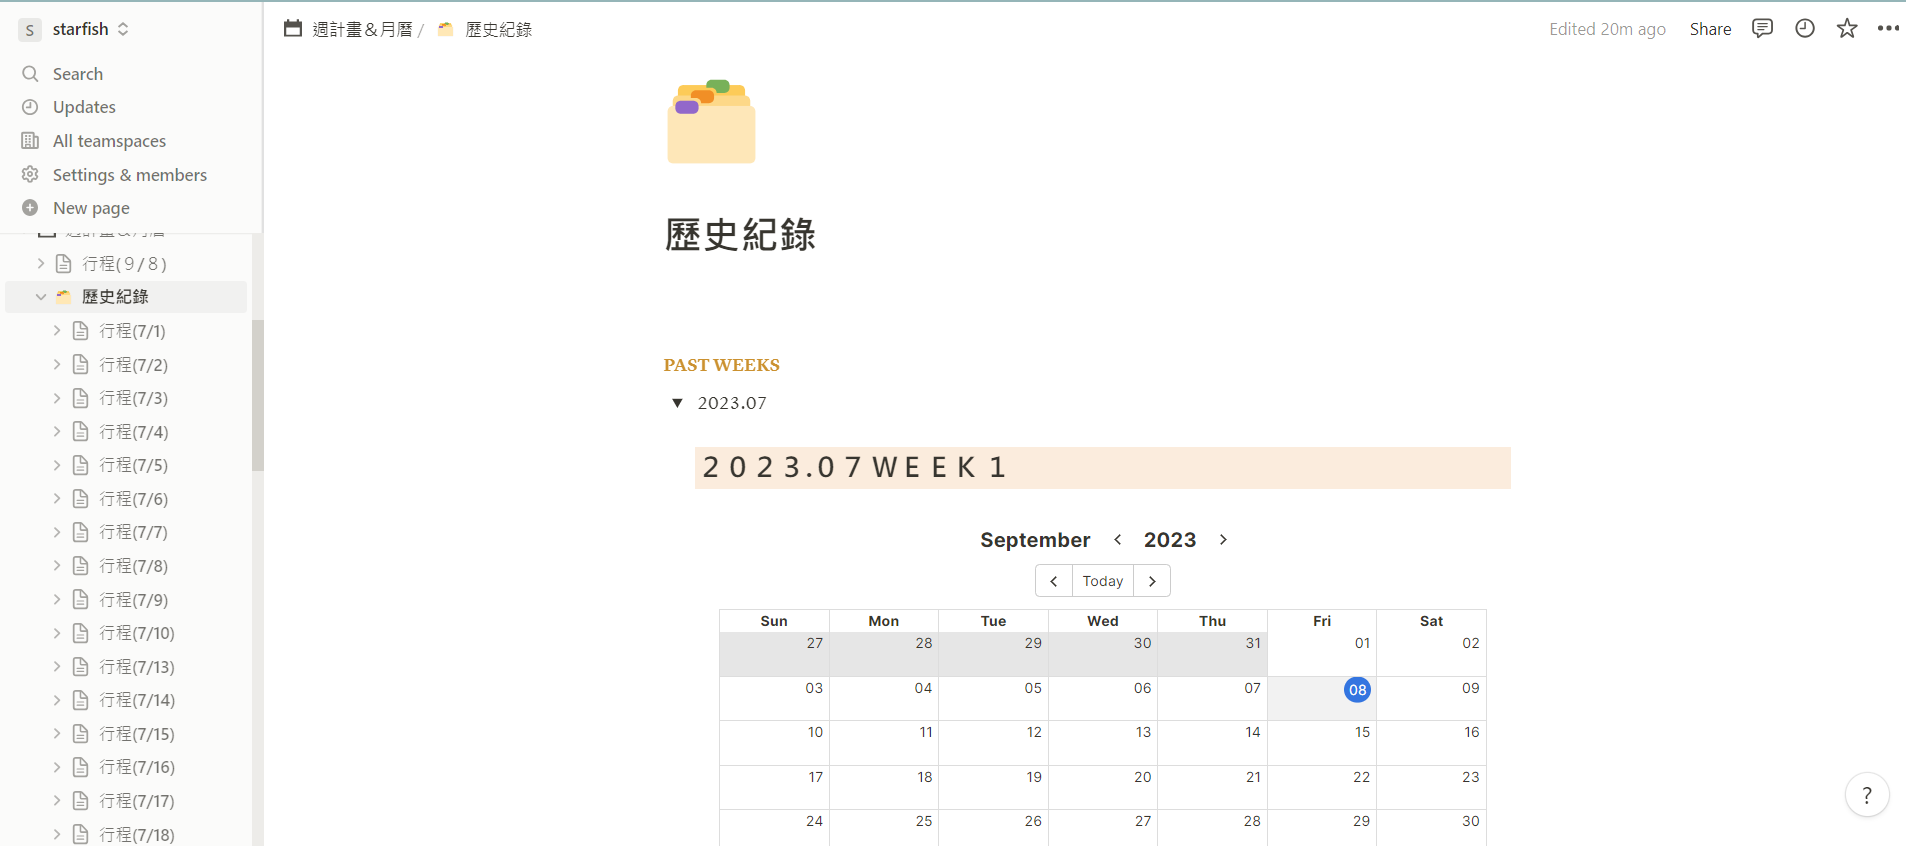 S starfish
Search
Updates
All teamspaces
Settings & members
New page
週計畫&月曆
行程(９/８)
歷史紀錄
行程(7/1)
行程(7/2)
行程(7/3)
行程(7/4)
行程(7/5)
行程(7/6)
行程(7/7)
行程(7/8)
行程(7/9)
行程(7/10)
行程(7/13)
行程(7/14)
行程(7/15)
行程(7/16)
行程(7/17)
行程(7/18)
週計畫＆月曆 / 歷史紀錄
Edited 20m ago Share
歷史紀錄
PAST WEEKS
2023.07
２０２３.０７ＷＥＥＫ１
September 2023
Today
Sun Mon Tue Wed Thu Fri Sat
27 28 29 30 31 01 02
03 04 05 06 07 08 09
10 11 12 13 14 15 16
17 18 19 20 21 22 23
24 25 26 27 28 29 30
?